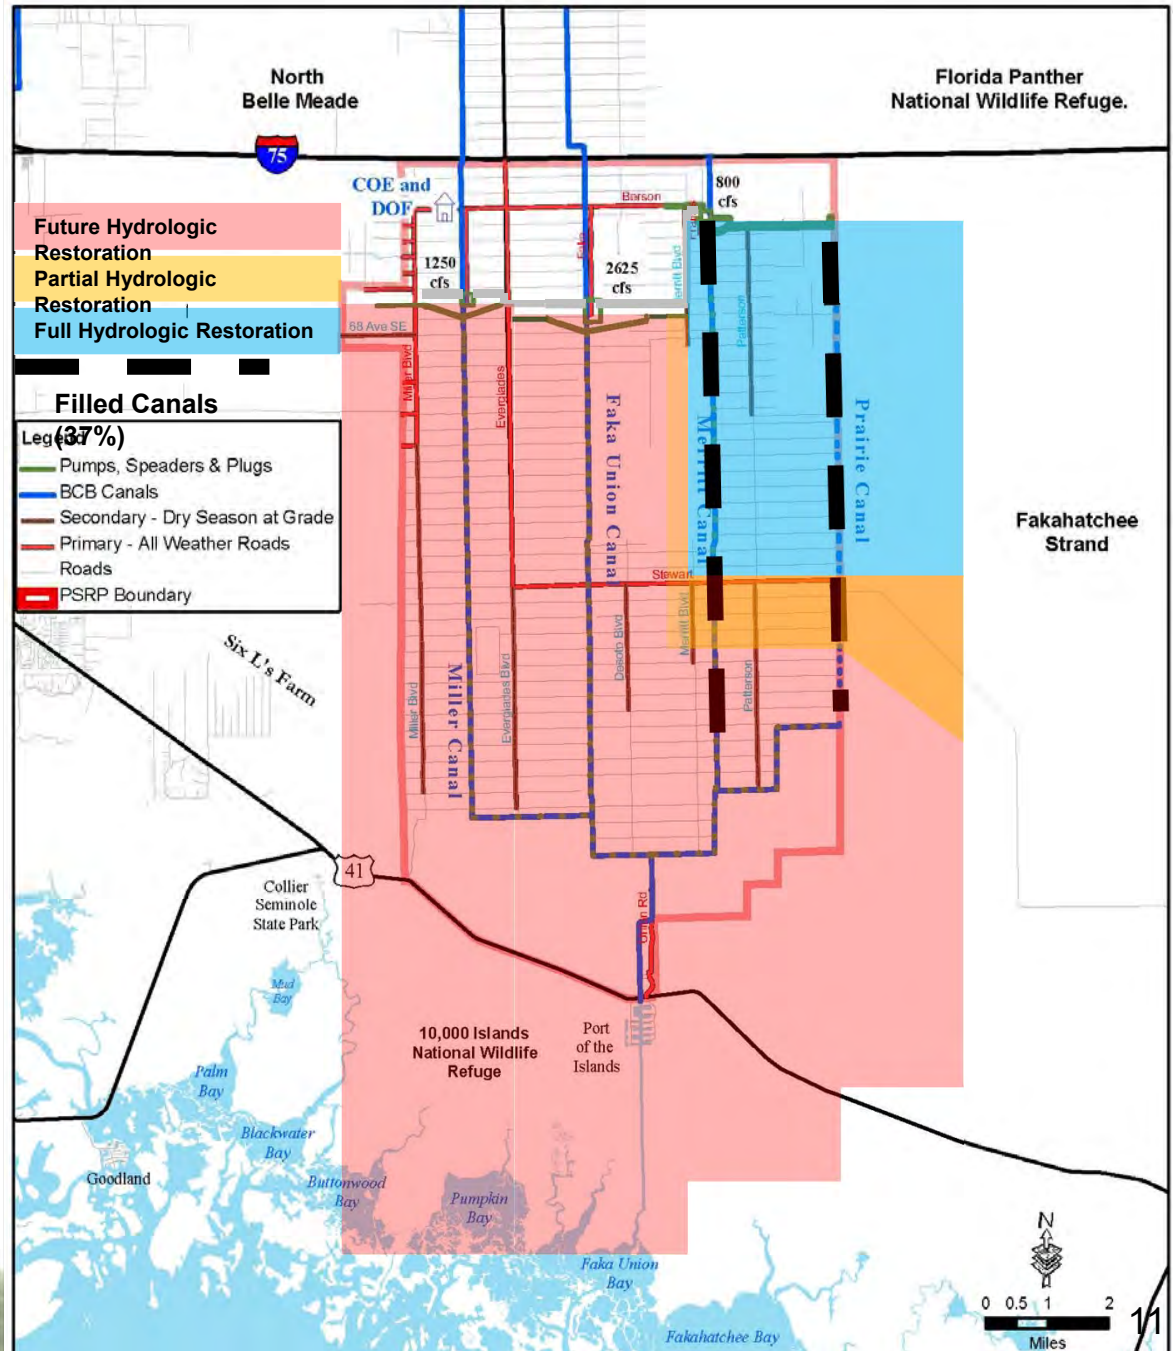 North
Belle Meade
Florida Panther
National Wildlife Refuge.
75
COE and
DOF
Berson
800
cfs
Future Hydrologic
Restoration
Partial Hydrologic
Restoration
Full Hydrologic Restoration
Filled Canals
(37%)
1250
cfs
2625
cfs
Faka
Merritt Blvd
Patterson
68 Ave SE
Miller Blvd
Everglades
Faka Union Canal
Merritt Canal
Prairie Canal
Legend
Pumps, Speaders & Plugs
BCB Canals
Secondary - Dry Season at Grade
Primary - All Weather Roads
Roads
PSRP Boundary
Fakahatchee
Strand
Stewart
Six L's Farm
Miller Blvd
Miller Canal
Everglades Blvd
Desoto Blvd
Merritt Blvd
Patterson
41
Collier
Seminole
State Park
Mud
Bay
10,000 Islands
National Wildlife
Refuge
Port
of the
Islands
Palm
Bay
Blackwater
Bay
Goodland
Buttonwood
Bay
Pumpkin
Bay
Faka Union
Bay
Fakahatchee Bay
N
0 0.5 1 2
Miles
11